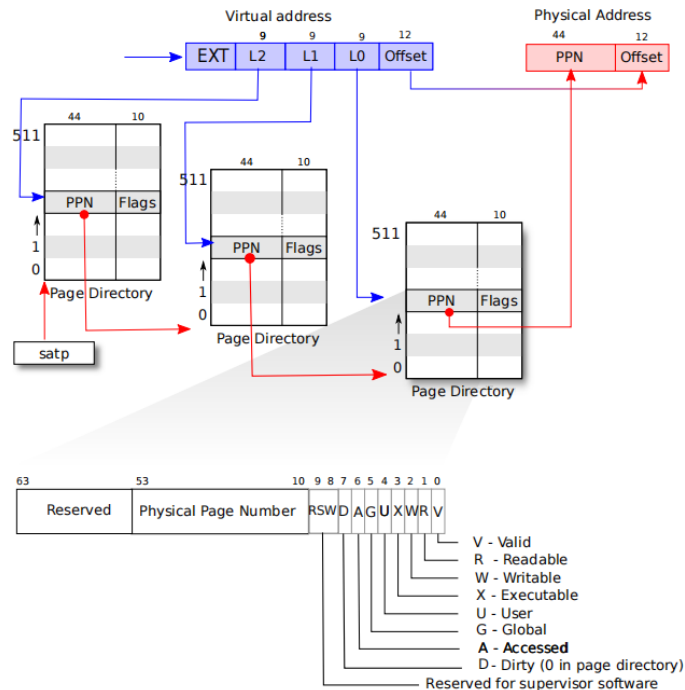 Virtual address
Physical Address
9 9 9 12
EXT L2 L1 L0 Offset
44 12
PPN Offset
44 10
511
PPN Flags
1
0
Page Directory
satp
44 10
511
PPN Flags
1
0
Page Directory
44 10
511
PPN Flags
1
0
Page Directory
63 53 10 9 8 7 6 5 4 3 2 1 0
Reserved Physical Page Number RSW D A G U X W R V
V - Valid
R - Readable
W - Writable
X - Executable
U - User
G - Global
A - Accessed
D - Dirty (0 in page directory)
Reserved for supervisor software